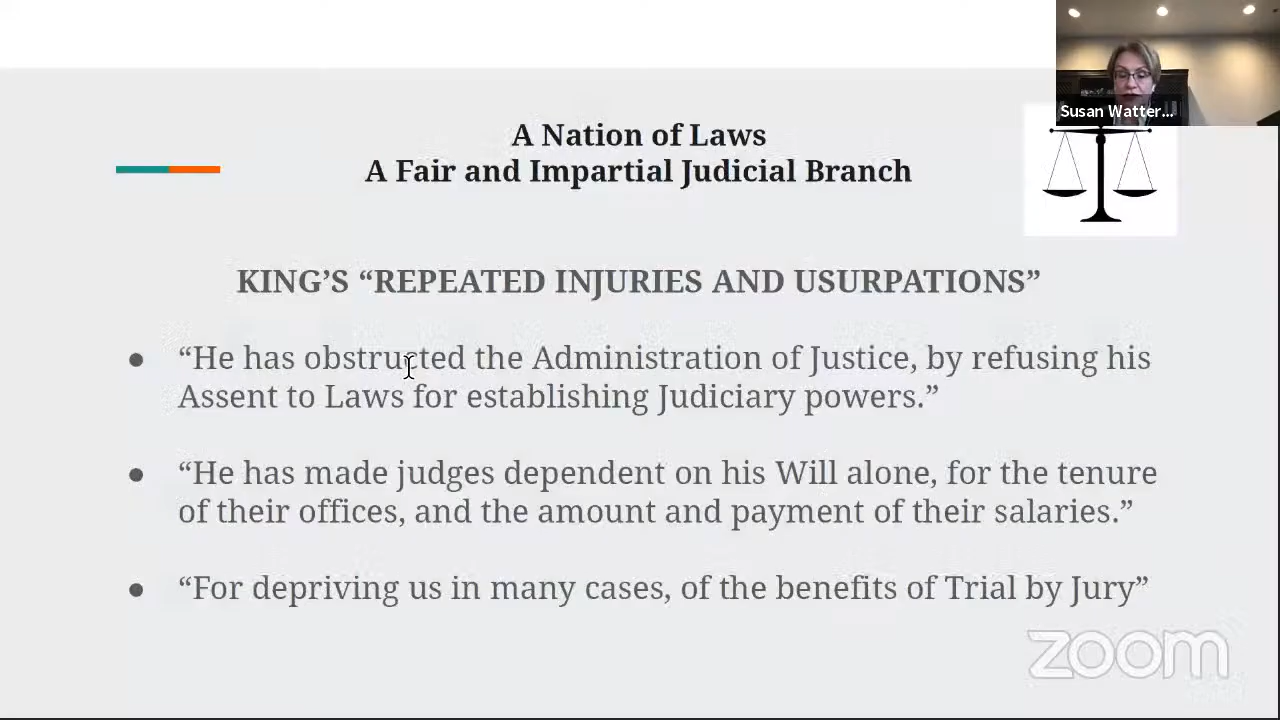 Susan Watter...
A Nation of Laws
A Fair and Impartial Judicial Branch
KING’S “REPEATED INJURIES AND USURPATIONS”
● “He has obstructed the Administration of Justice, by refusing his
Assent to Laws for establishing Judiciary powers.”
● “He has made judges dependent on his Will alone, for the tenure
of their offices, and the amount and payment of their salaries.”
● “For depriving us in many cases, of the benefits of Trial by Jury”
zoom